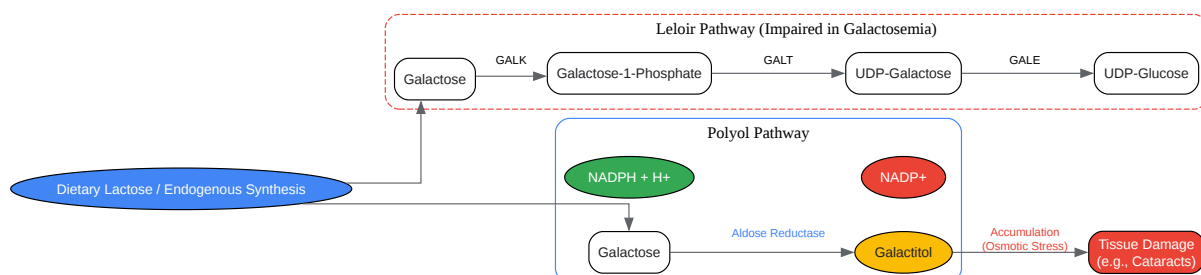 Leloir Pathway (Impaired in Galactosemia)
Galactose
GALK
Galactose-1-Phosphate
GALT
UDP-Galactose
GALE
UDP-Glucose
Polyol Pathway
Dietary Lactose / Endogenous Synthesis
NADPH + H+
NADP+
Galactose
Aldose Reductase
Galactitol
Accumulation
(Osmotic Stress)
Tissue Damage
(e.g., Cataracts)